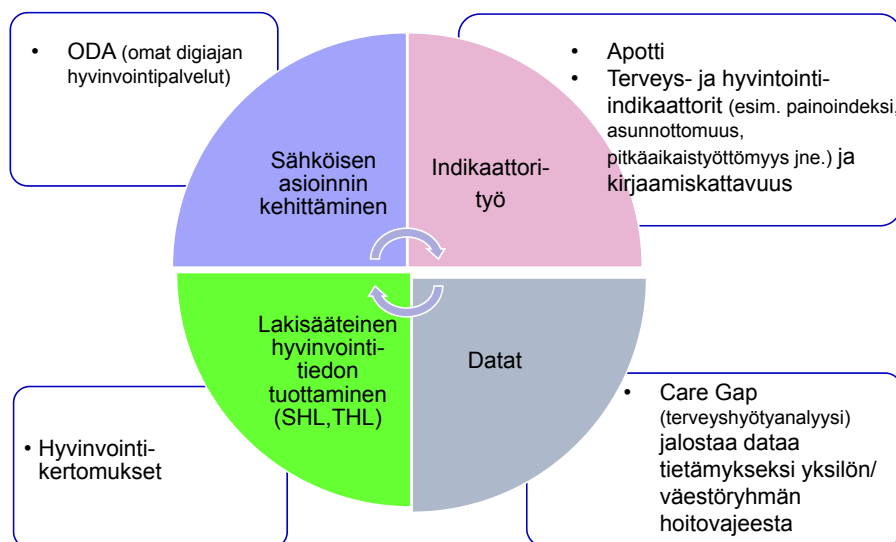 • ODA (omat digiajan
hyvinvointipalvelut)
• Apotti
• Terveys- ja hyvintointi-
indikaattorit (esim. painoindeksi,
asunnottomuus,
pitkäaikaistyöttömyys jne.) ja
kirjaamiskattavuus
Sähköisen
asioinnin
kehittäminen
Indikaattori-
työ
Lakisääteinen
hyvinvointi-
tiedon
tuottaminen
(SHL,THL)
Datat
• Hyvinvointi-
kertomukset
• Care Gap
(terveyshyötyanalyysi)
jalostaa dataa
tietämykseksi yksilön/
väestöryhmän
hoitovajeesta